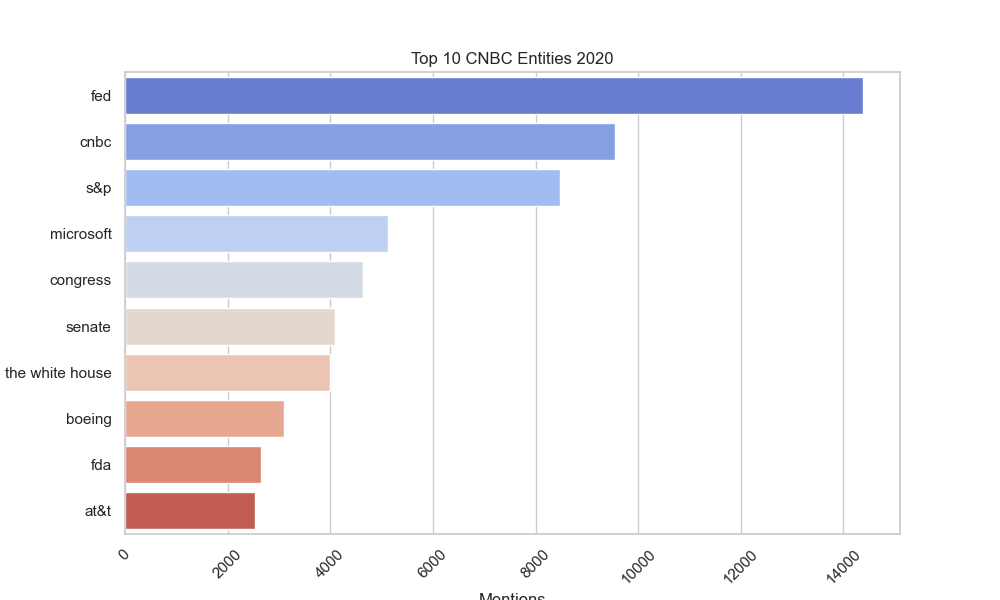 Top 10 CNBC Entities 2020
fed
cnbc
s&p
microsoft
congress
senate
the white house
boeing
fda
at&t
0
2000
4000
6000
8000
10000
12000
14000
Mentions